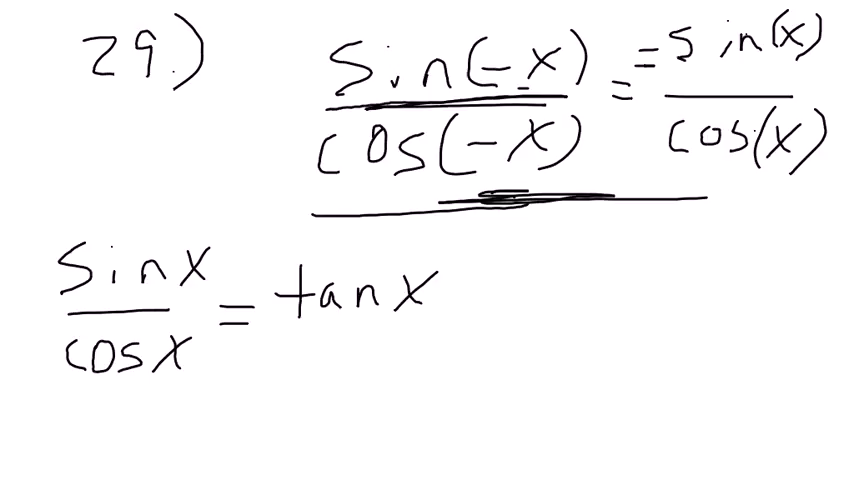 29.) sin(-x) = = sin(x)
cos(-x) cos(x)
sinx = tanx
cosx